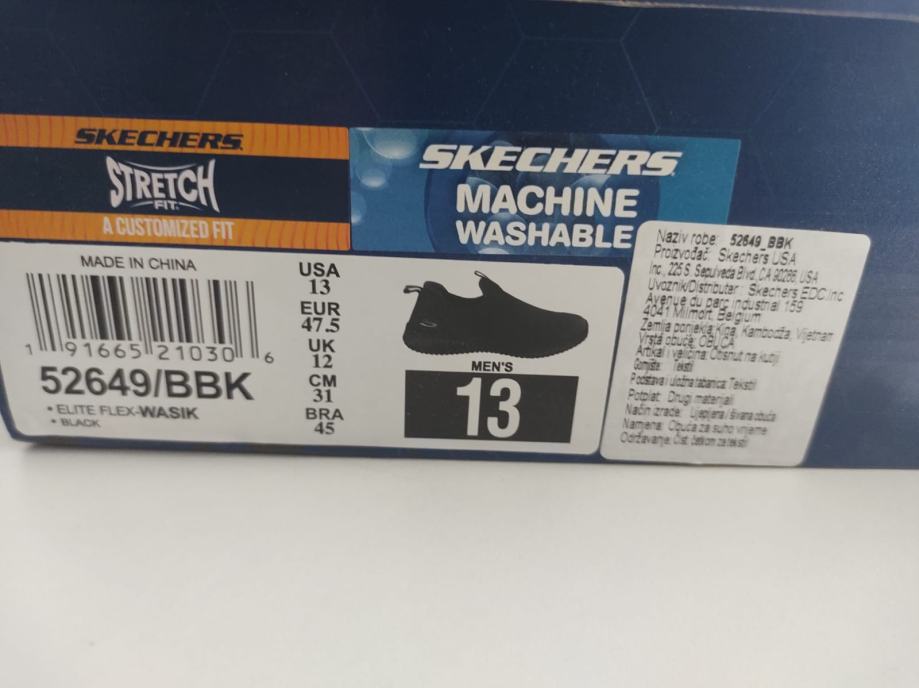 SKECHERS
STRETCH
FIT.
A CUSTOMIZED FIT
SKECHERS
MACHINE
WASHABLE
MADE IN CHINA
1 91665 21030 6
52649/BBK
• ELITE FLEX-WASIK
• BLACK
USA
13
EUR
47.5
UK
12
CM
31
BRA
45
MEN'S
13
Naziv robe: 52649_BBK
Proizvođač: Skechers USA
Inc., 225 S. Sepulveda Blvd, CA 90266, USA
Uvoznik/Distributer: Skechers EDC.Inc
Avenue du parc industrial 159
4041 Milmort, Belgium
Zemlja porijekla: Kina, Kambodža, Vijetnam
Vrsta obuće: OBUĆA
Artikal i veličina: Otisnut na kutiji
Gornjište: Tekstil
Podstava i uložna tabanica: Tekstil
Potplat: Drugi materijali
Način izrade: Lijepljena / šivana obuća
Namjena: Obuća za suho vrijeme
Održavanje: Čist. četkom za tekstil